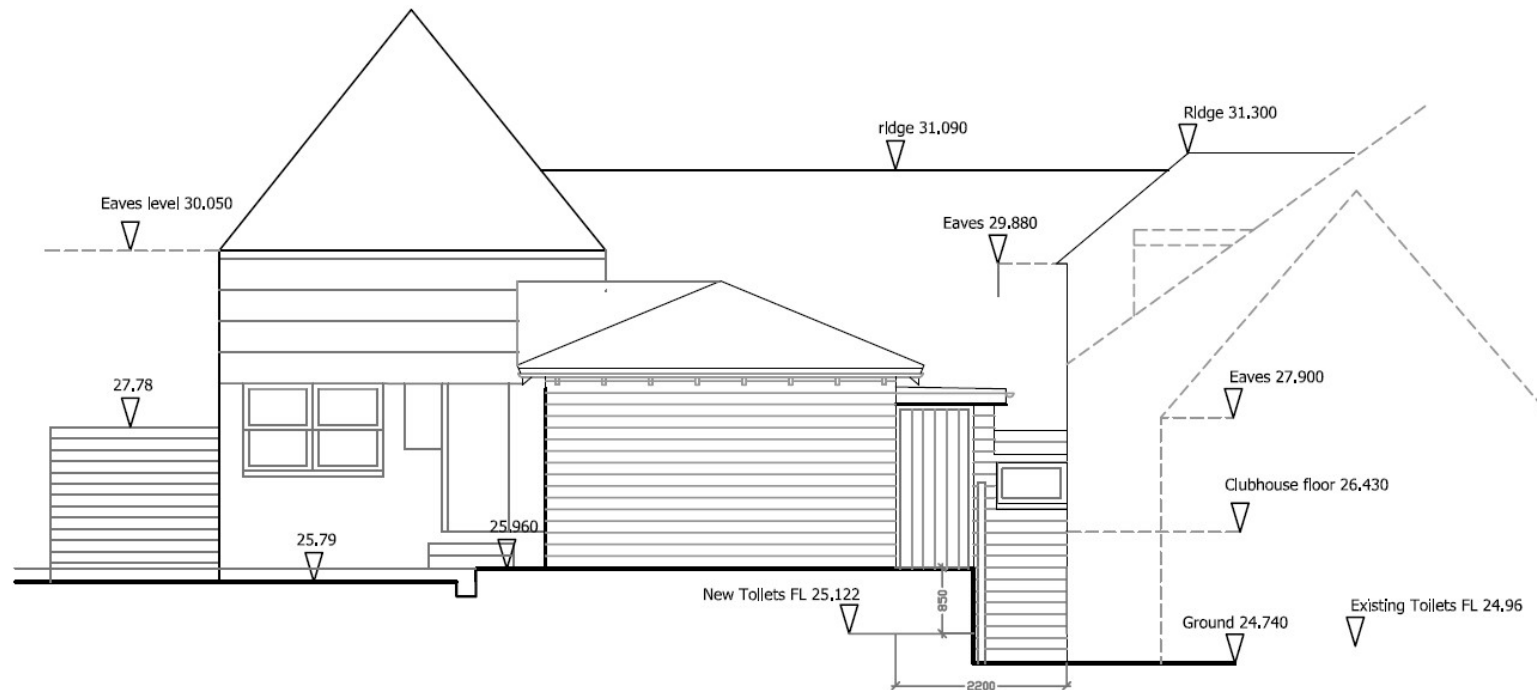 Ridge 31.300
ridge 31.090
Eaves level 30.050
Eaves 29.880
27.78
Eaves 27.900
Clubhouse floor 26.430
25.960
25.79
New Toilets FL 25.122
850
Existing Toilets FL 24.96
Ground 24.740
2200